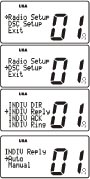 USA
♦Radio Setup
DSC Setup
Exit
01
USA
Radio Setup
♦DSC Setup
Exit
01
USA
INDIV DIR
♦INDIV Reply
INDIV ACK
INDIV Ring
01
USA
INDIV Reply
♦Auto
Manual
01